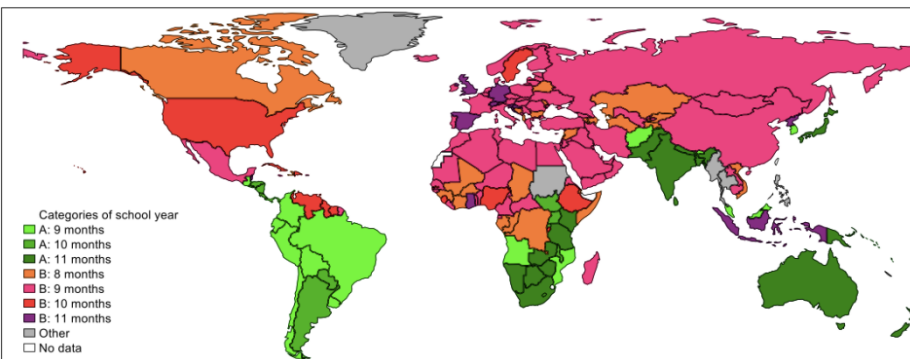 Categories of school year
A: 9 months
A: 10 months
A: 11 months
B: 8 months
B: 9 months
B: 10 months
B: 11 months
Other
No data